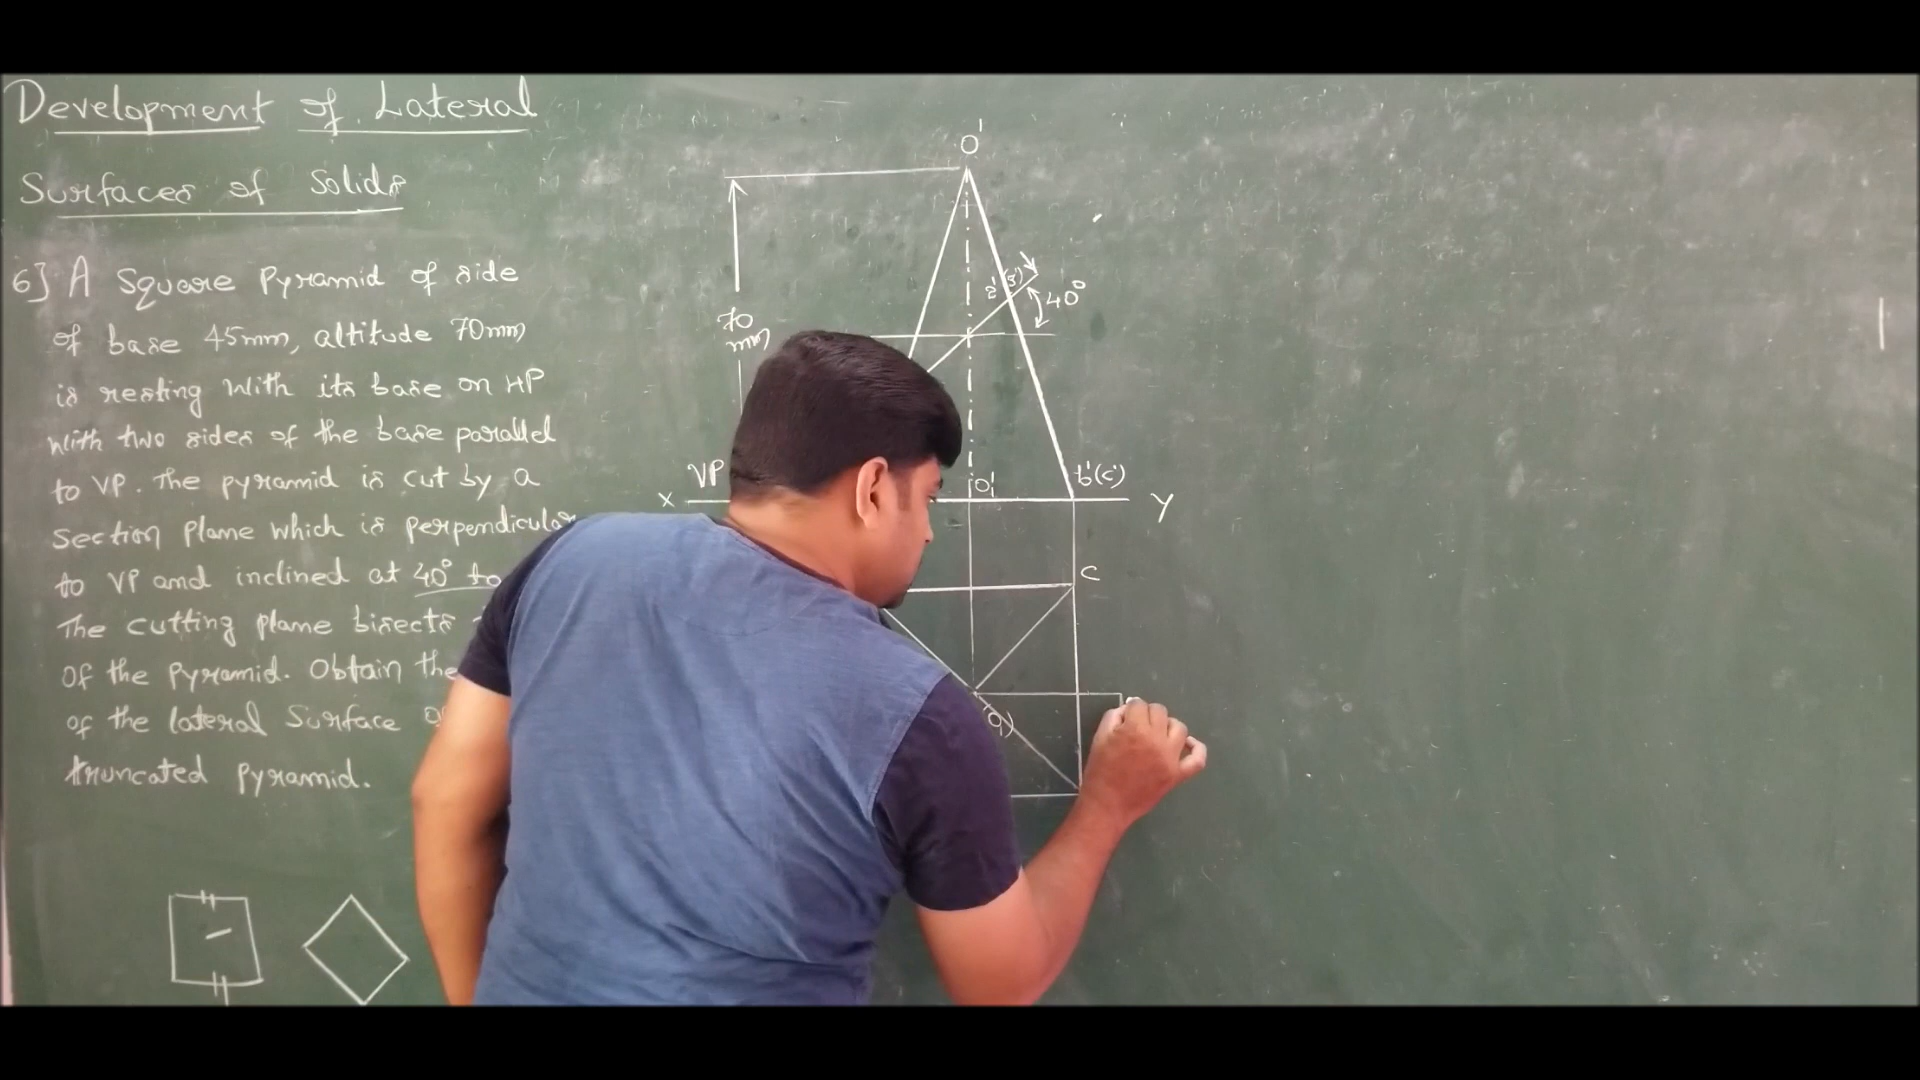 Development of Lateral
Surfaces of Solids
6] A Square Pyramid of side
of base 45mm, altitude 70mm
is resting with its base on HP
with two sides of the base parallel
to VP. The pyramid is cut by a
Section Plane which is perpendicular
to VP and inclined at 40° to
The cutting plane bisects
of the pyramid. Obtain the
of the lateral Surface
truncated pyramid.
O'
2' (3')
40°
70
mm
VP
X
O1'
b'(c')
Y
C